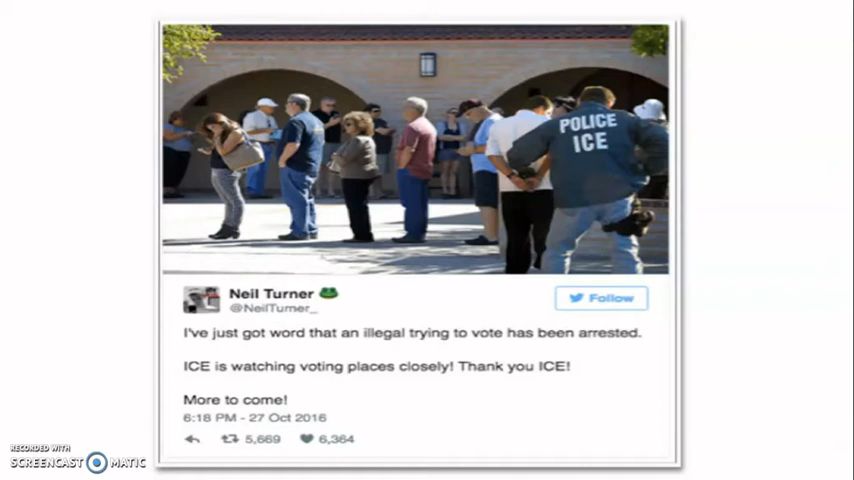 POLICE
ICE
Neil Turner
@NeilTurner_
Follow
I've just got word that an illegal trying to vote has been arrested.
ICE is watching voting places closely! Thank you ICE!
More to come!
6:18 PM - 27 Oct 2016
5,669 6,364
RECORDED WITH
SCREENCAST MATIC